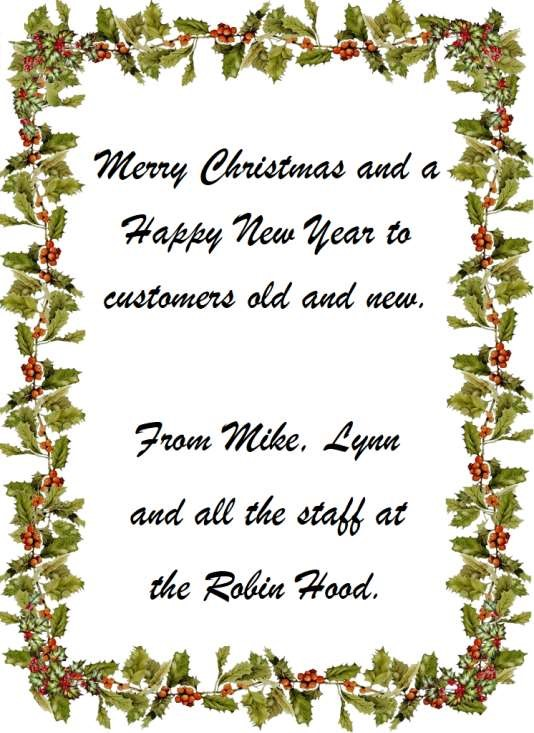 Merry Christmas and a
Happy New Year to
customers old and new.
From Mike, Lynn
and all the staff at
the Robin Hood.